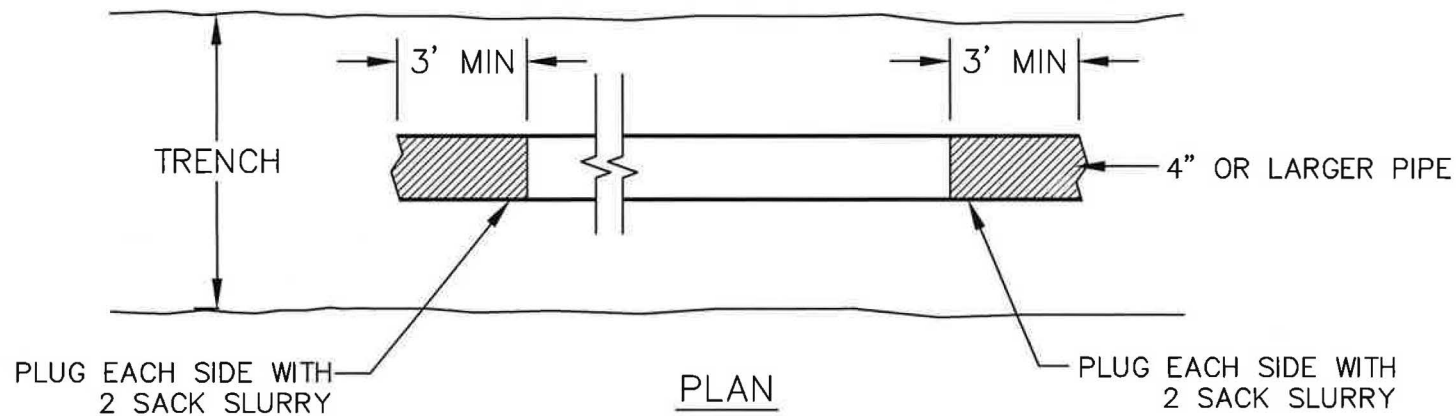 3' MIN
3' MIN
TRENCH
4" OR LARGER PIPE
PLUG EACH SIDE WITH
2 SACK SLURRY
PLAN
PLUG EACH SIDE WITH
2 SACK SLURRY